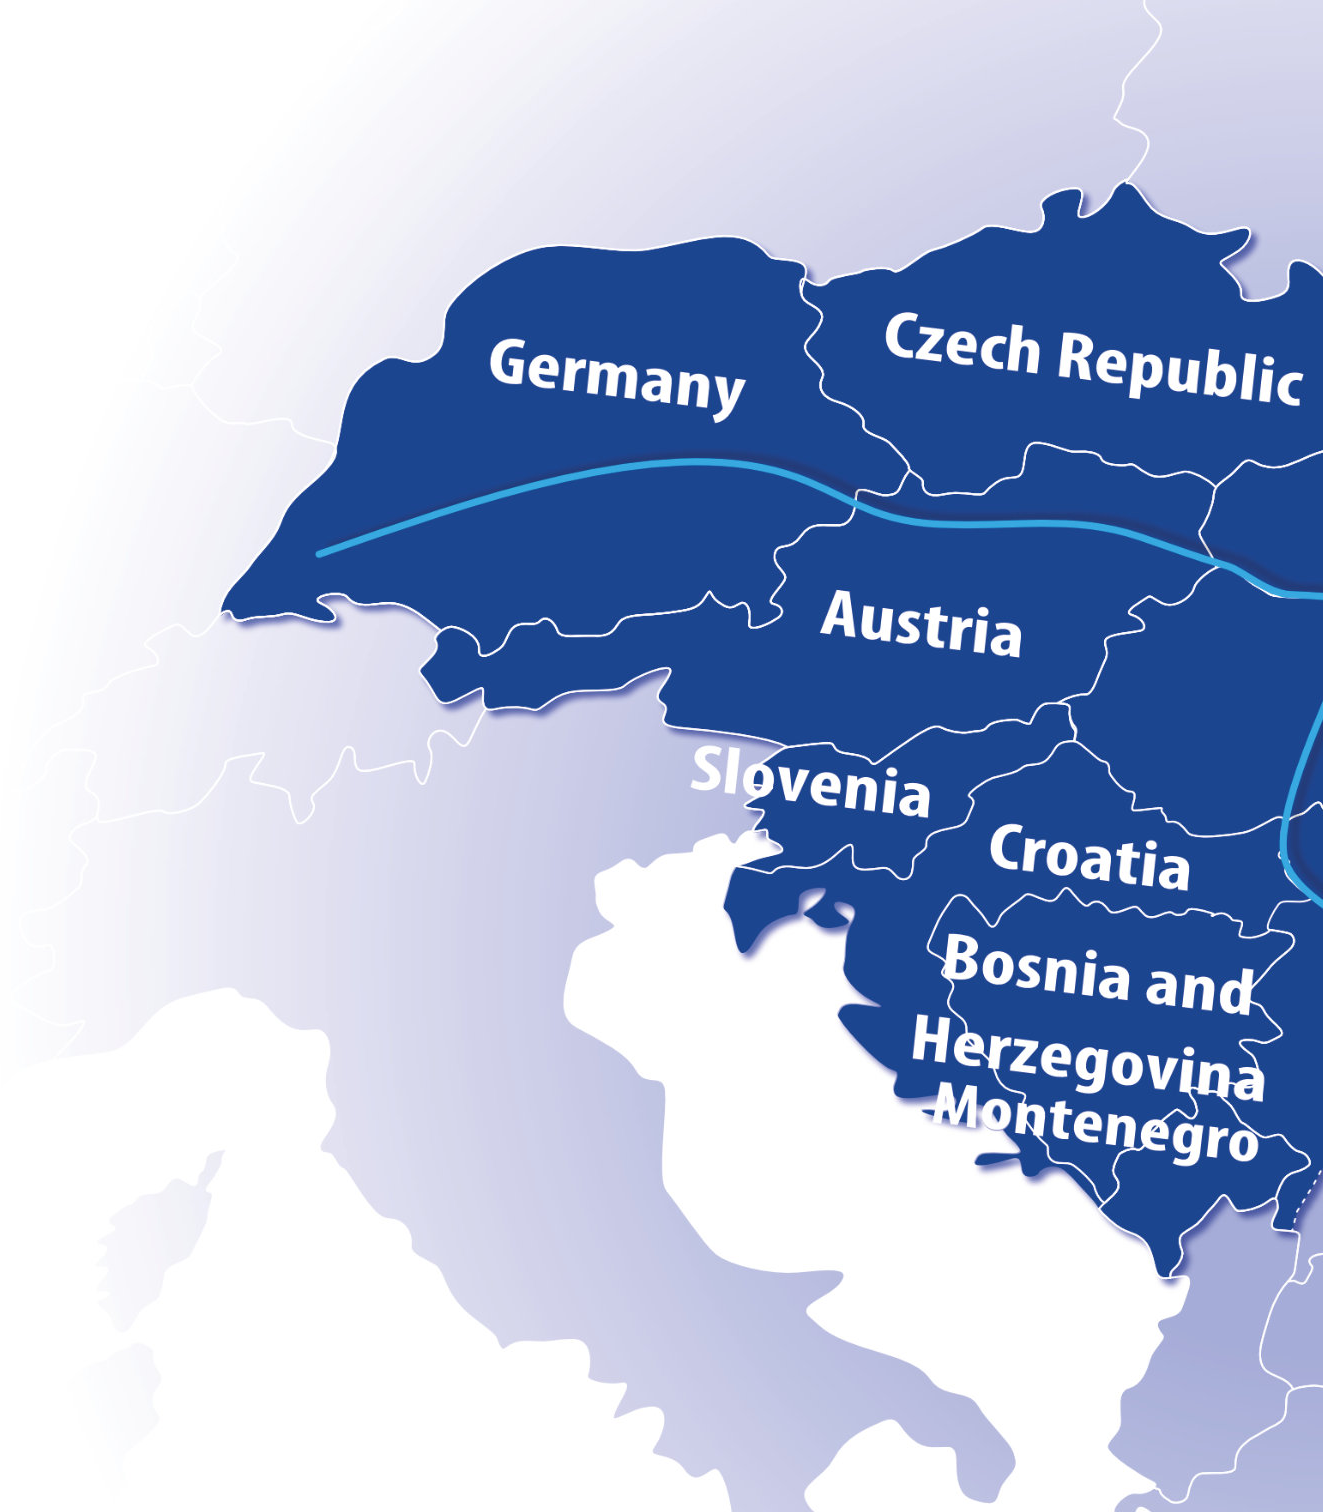 Germany
Czech Republic
Austria
Slovenia
Croatia
Bosnia and
Herzegovina
Montenegro